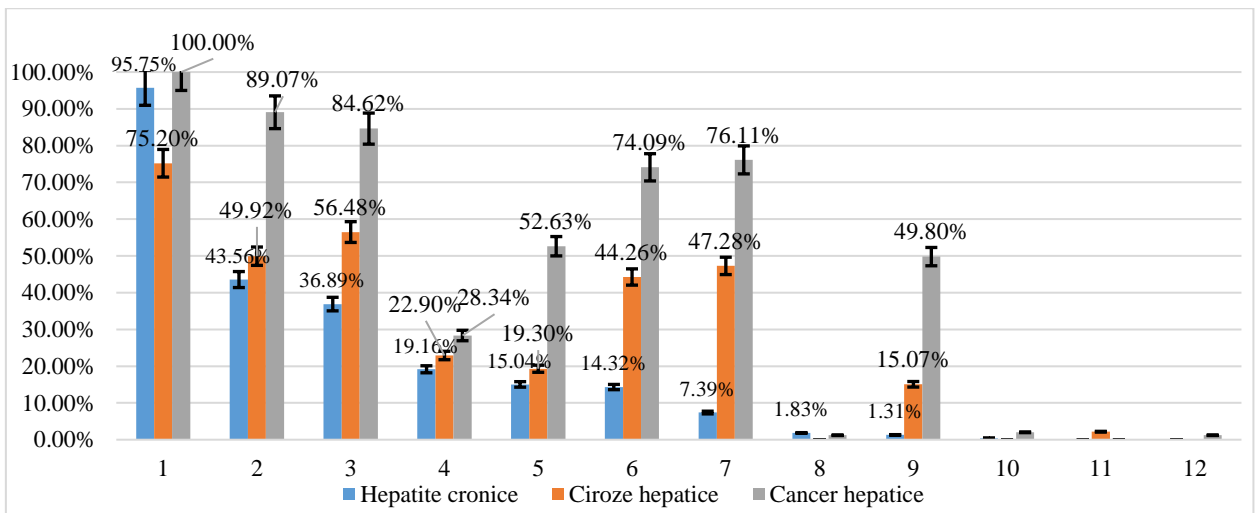 100.00%
100.00% 95.75%
89.07%
90.00% 84.62%
80.00% 75.20% 74.09% 76.11%
70.00%
60.00% 49.92% 56.48% 52.63%
50.00% 43.56% 44.26% 47.28% 49.80%
40.00% 36.89%
30.00% 22.90% 28.34%
20.00% 19.16% 15.04% 19.30% 14.32% 15.07%
10.00% 7.39% 1.83% 1.31%
0.00%
1 2 3 4 5 6 7 8 9 10 11 12
Hepatite cronice Ciroze hepatice Cancer hepatice